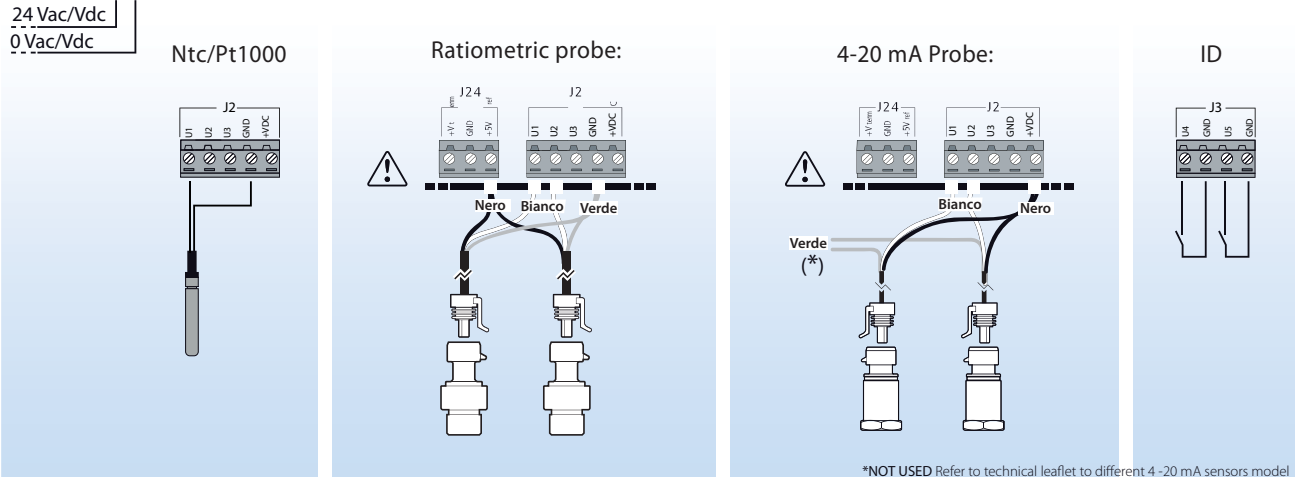 24 Vac/Vdc
0 Vac/Vdc
Ntc/Pt1000
J2
U1 U2 U3 GND +VDC
Ratiometric probe:
J24
+V term GND +5V ref
J2
U1 U2 U3 GND +VDC C
Nero Bianco Verde
4-20 mA Probe:
J24
+V term GND +5V ref
J2
U1 U2 U3 GND +VDC
Bianco Nero
Verde
(*)
ID
J3
U4 GND U5 GND
*NOT USED Refer to technical leaflet to different 4 -20 mA sensors model